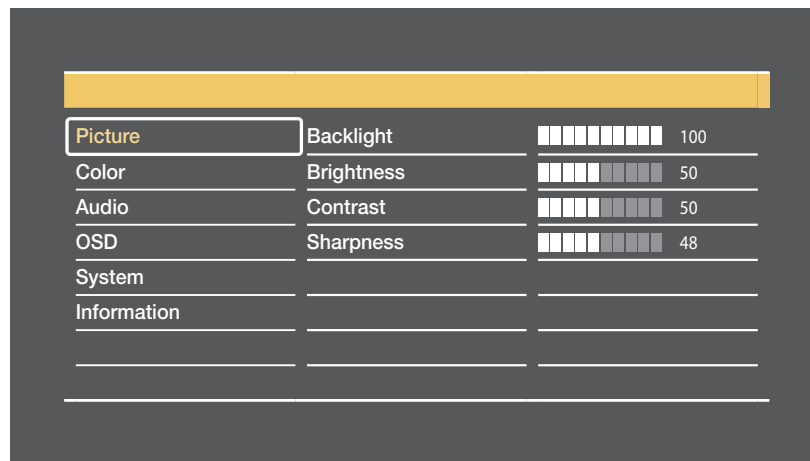 Picture Backlight 100
Color Brightness 50
Audio Contrast 50
OSD Sharpness 48
System
Information